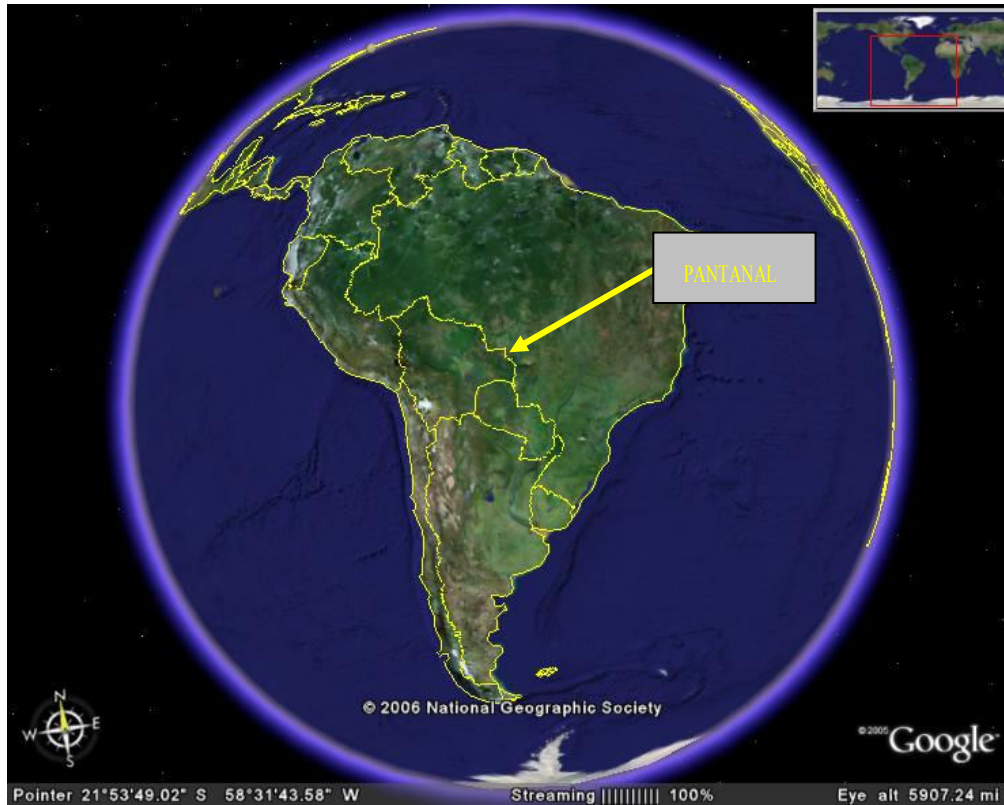 PANTANAL
© 2006 National Geographic Society
N
W E
S
©2005 Google
Pointer 21°53'49.02" S 58°31'43.58" W Streaming |||||||||| 100% Eye alt 5907.24 mi